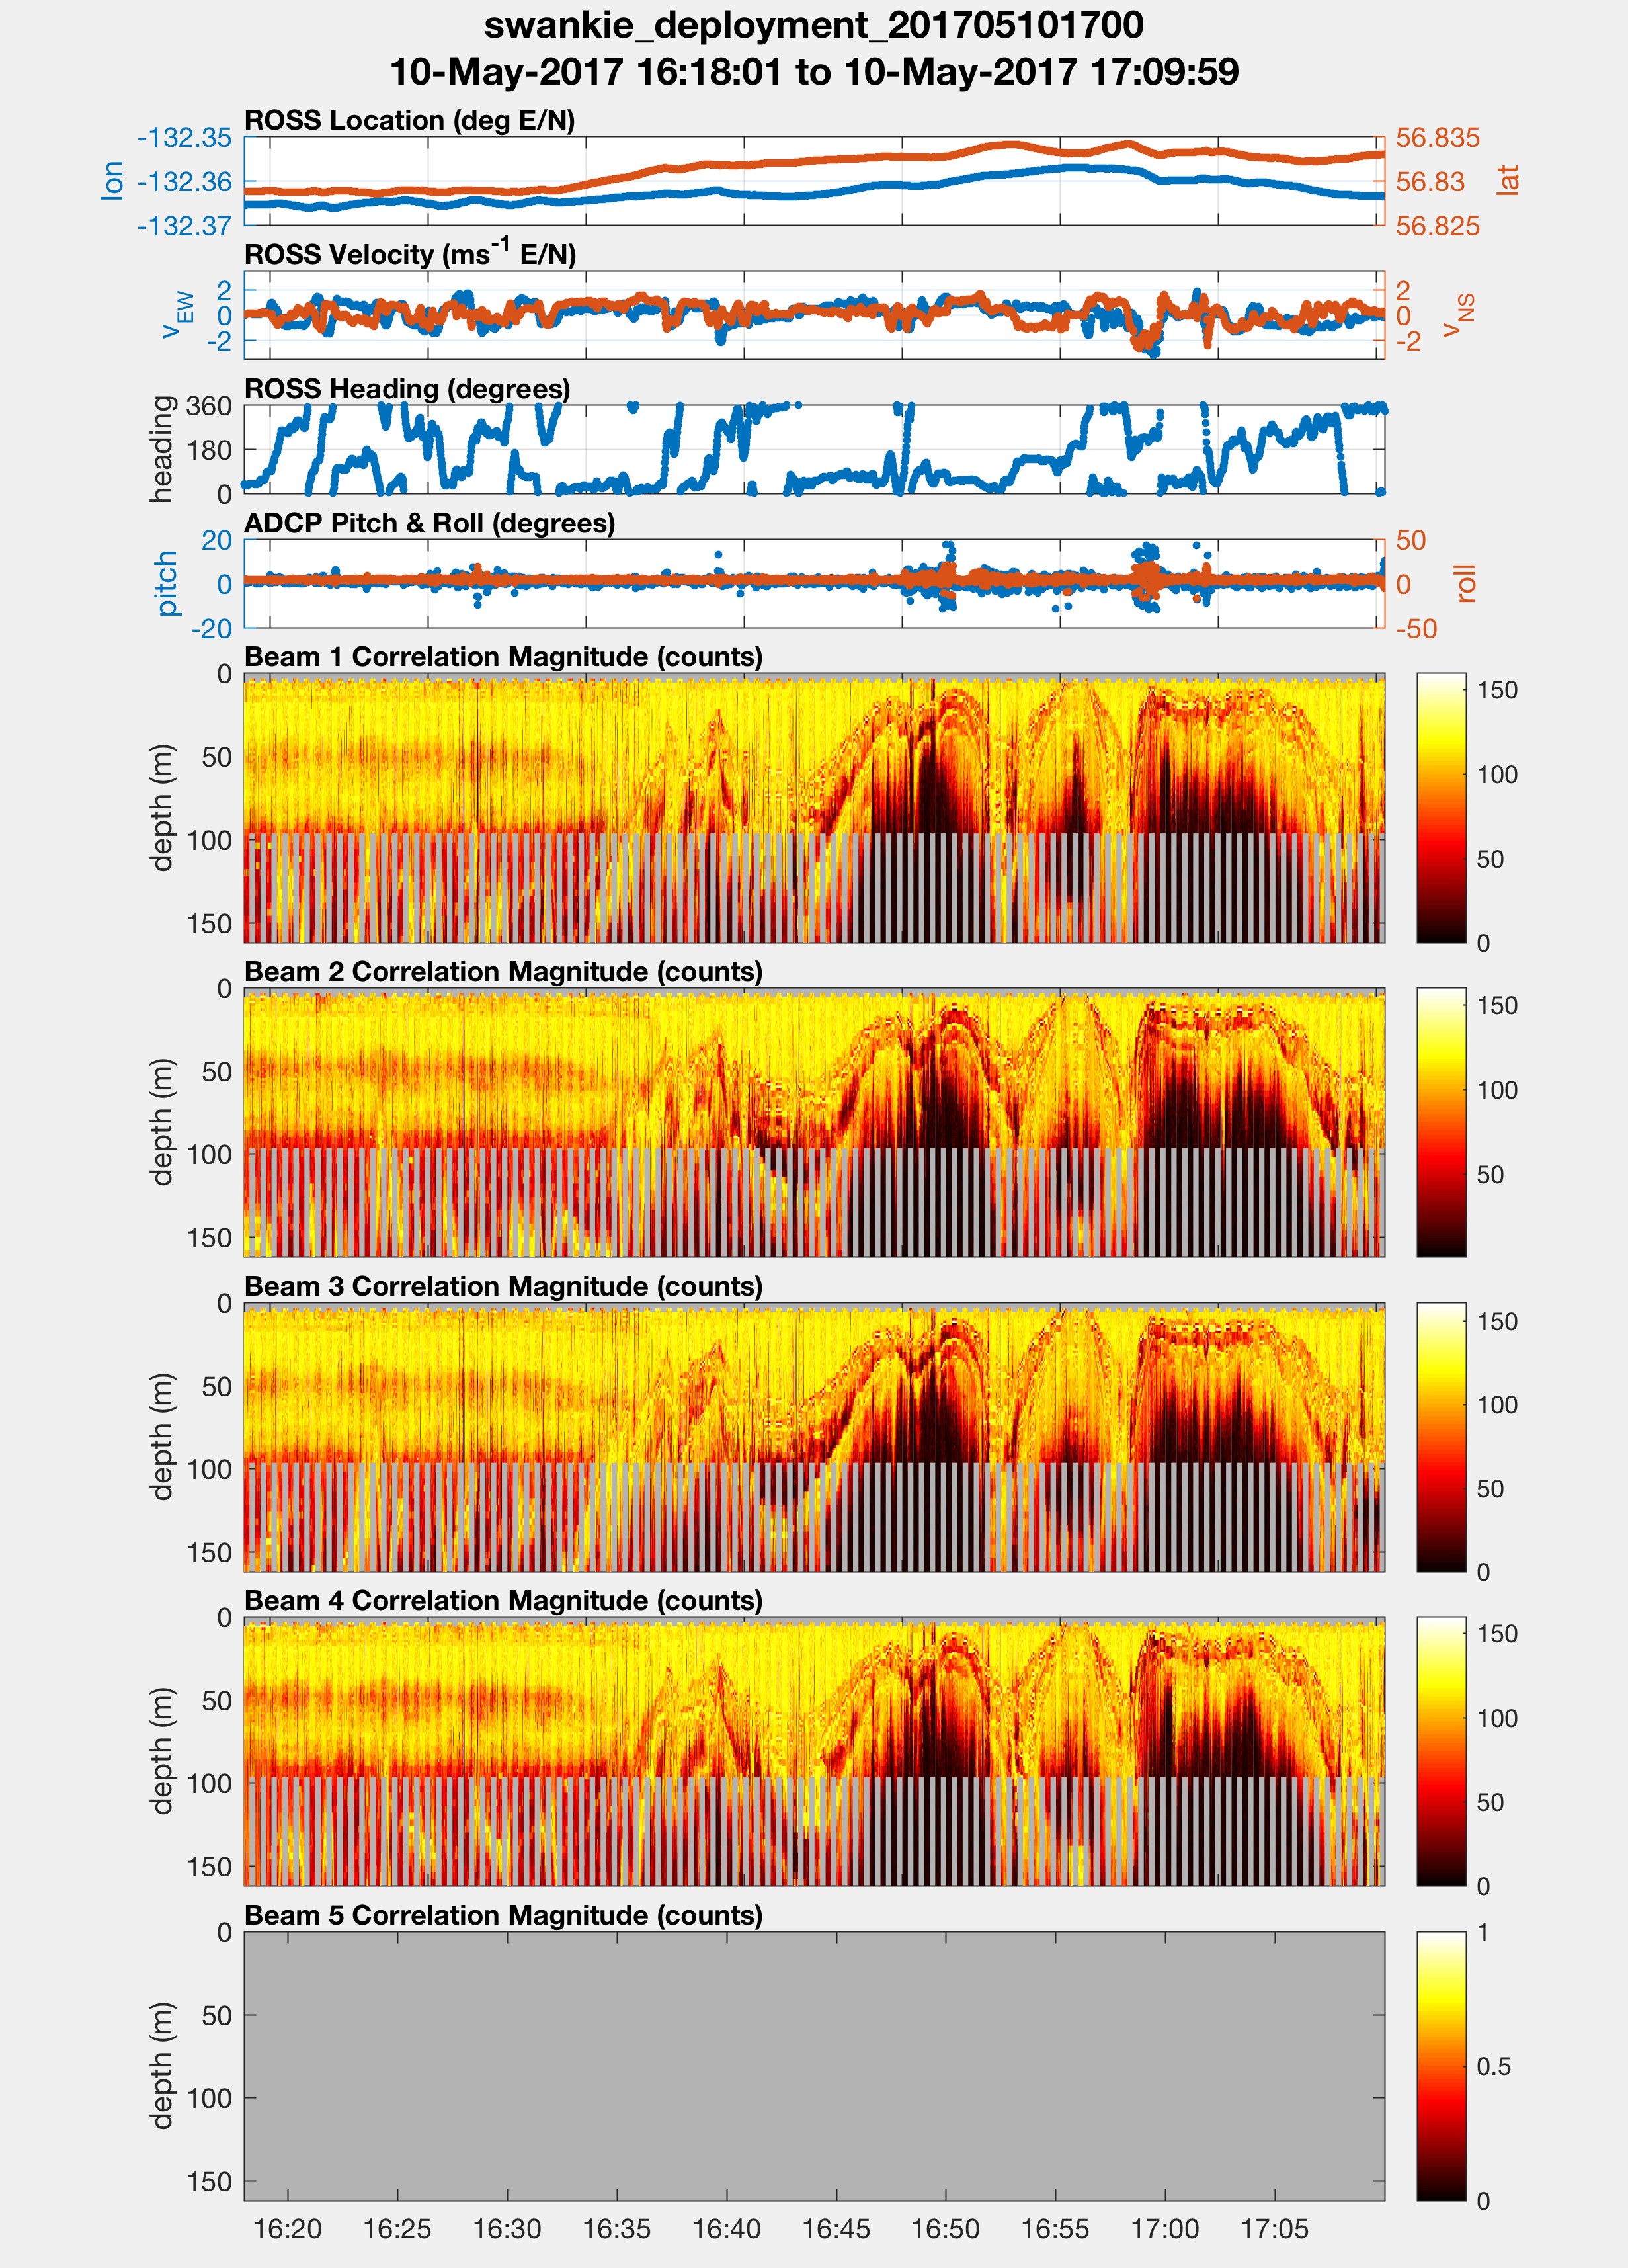 swankie_deployment_201705101700
10-May-2017 16:18:01 to 10-May-2017 17:09:59
ROSS Location (deg E/N)
-132.35
-132.36
-132.37
lon
56.835
56.83
56.825
lat
ROSS Velocity (ms-1 E/N)
2
0
-2
vEW
2
0
-2
vNS
ROSS Heading (degrees)
360
180
0
heading
ADCP Pitch & Roll (degrees)
20
0
-20
pitch
50
0
-50
roll
Beam 1 Correlation Magnitude (counts)
0
50
100
150
depth (m)
150
100
50
0
Beam 2 Correlation Magnitude (counts)
0
50
100
150
depth (m)
150
100
50
Beam 3 Correlation Magnitude (counts)
0
50
100
150
depth (m)
150
100
50
0
Beam 4 Correlation Magnitude (counts)
0
50
100
150
depth (m)
150
100
50
0
Beam 5 Correlation Magnitude (counts)
0
50
100
150
depth (m)
1
0.5
0
16:20 16:25 16:30 16:35 16:40 16:45 16:50 16:55 17:00 17:05